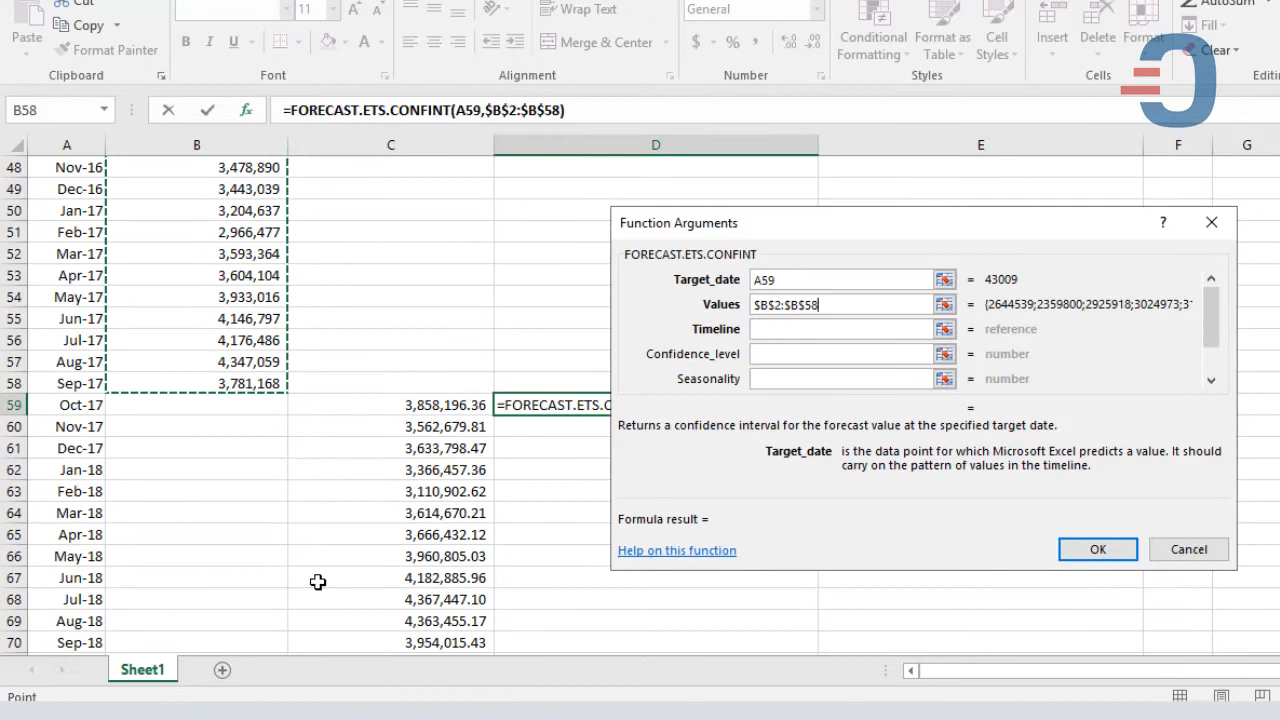 Cut
11
General
AutoSum
Copy
Wrap Text
Fill
Paste
Format Painter
B I U
A
Merge & Center
$ % ,
Conditional Formatting
Format as Table
Cell Styles
Insert
Delete
Format
Clear
Clipboard
Font
Alignment
Number
Styles
Cells
Editi
B58
fx
=FORECAST.ETS.CONFINT(A59,$B$2:$B$58)
A B C D E F G
48 Nov-16 3,478,890
49 Dec-16 3,443,039
50 Jan-17 3,204,637
51 Feb-17 2,966,477
52 Mar-17 3,593,364
53 Apr-17 3,604,104
54 May-17 3,933,016
55 Jun-17 4,146,797
56 Jul-17 4,176,486
57 Aug-17 4,347,059
58 Sep-17 3,781,168
59 Oct-17 3,858,196.36 =FORECAST.ETS.C
60 Nov-17 3,562,679.81
61 Dec-17 3,633,798.47
62 Jan-18 3,366,457.36
63 Feb-18 3,110,902.62
64 Mar-18 3,614,670.21
65 Apr-18 3,666,432.12
66 May-18 3,960,805.03
67 Jun-18 4,182,885.96
68 Jul-18 4,367,447.10
69 Aug-18 4,363,455.17
70 Sep-18 3,954,015.43
Function Arguments ?
FORECAST.ETS.CONFINT
Target_date A59 = 43009
Values $B$2:$B$58 = {2644539;2359800;2925918;3024973;31
Timeline = reference
Confidence_level = number
Seasonality = number
=
Returns a confidence interval for the forecast value at the specified target date.
Target_date is the data point for which Microsoft Excel predicts a value. It should
carry on the pattern of values in the timeline.
Formula result =
Help on this function
OK
Cancel
Sheet1
Point